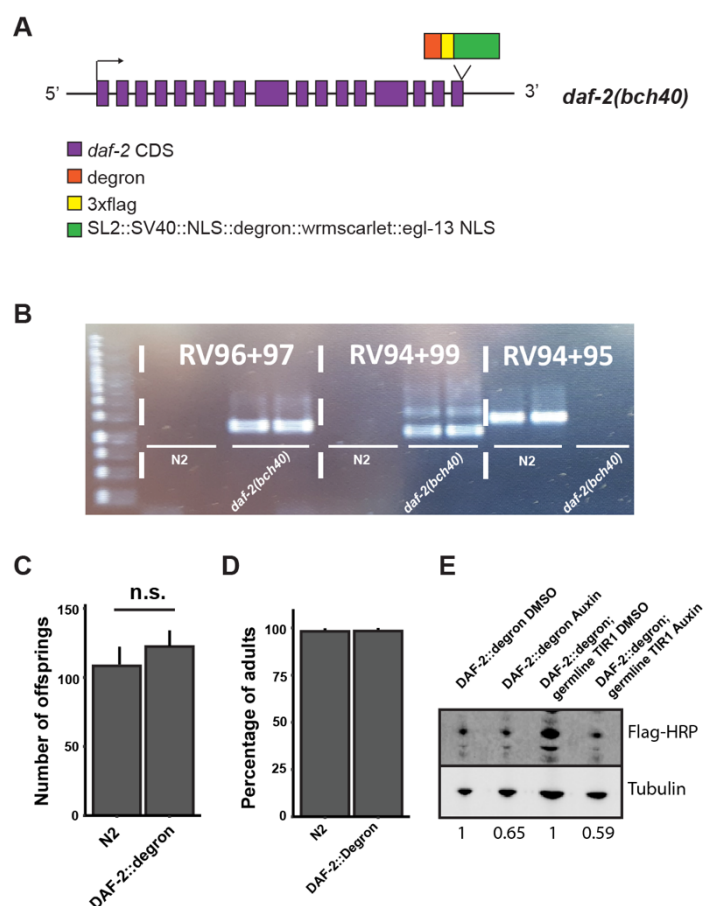 A
5'
3'
daf-2(bch40)
daf-2 CDS
degron
3xflag
SL2::SV40::NLS::degron::wrmscarlet::egl-13 NLS
B
RV96+97
RV94+99
RV94+95
N2
daf-2(bch40)
N2
daf-2(bch40)
N2
daf-2(bch40)
C
n.s.
Number of offsprings
150
100
50
0
N2
DAF-2::degron
D
Percentage of adults
100
75
50
25
0
N2
DAF-2::Degron
E
DAF-2::degron DMSO
DAF-2::degron Auxin
DAF-2::degron;
germline TIR1 DMSO
DAF-2::degron;
germline TIR1 Auxin
Flag-HRP
Tubulin
1 0.65 1 0.59